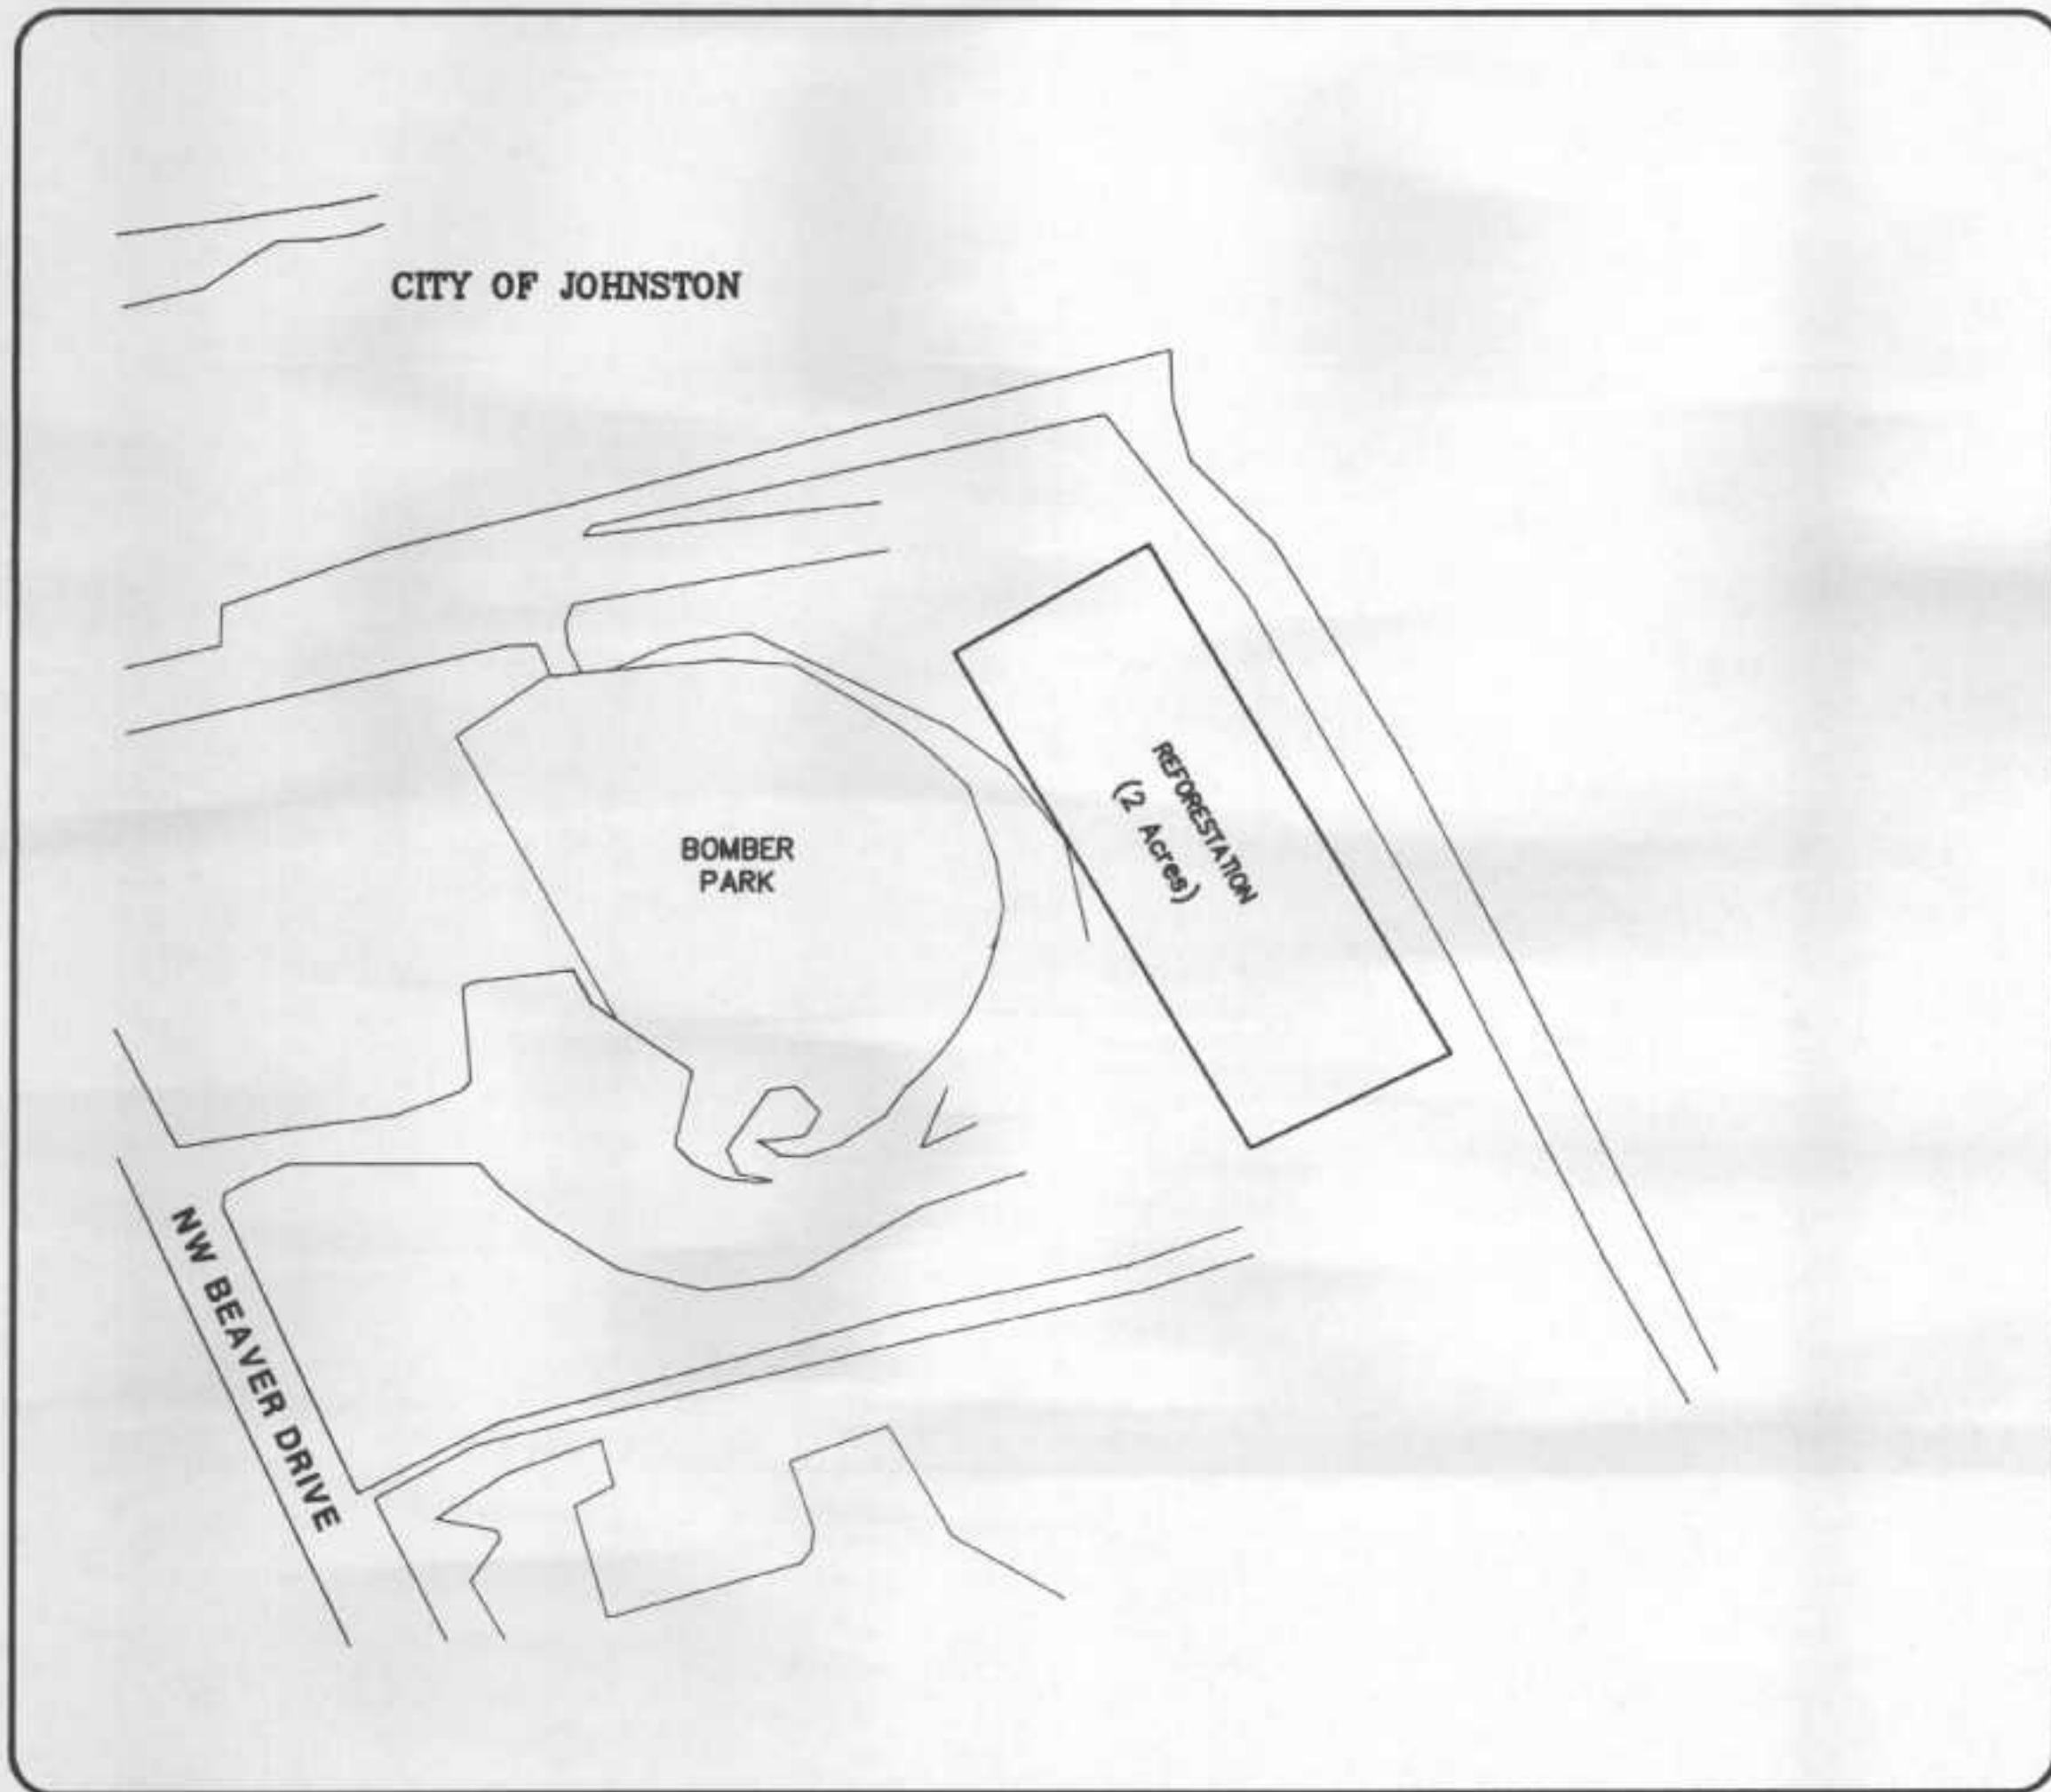 CITY OF JOHNSTON
BOMBER
PARK
REFORESTATION
(2 Acres)
NW BEAVER DRIVE